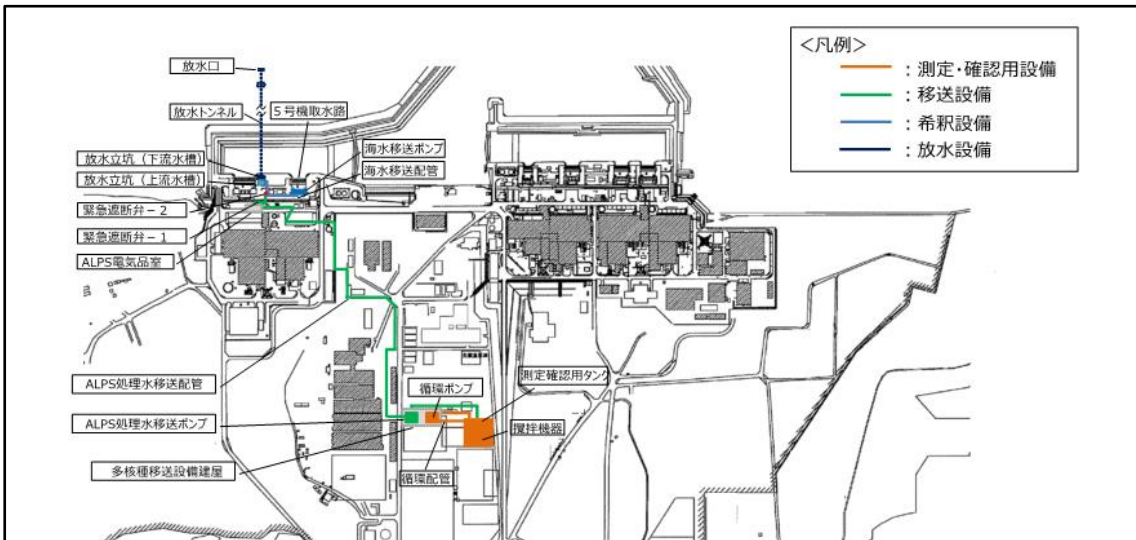 <凡例>
:測定・確認用設備
:移送設備
:希釈設備
:放水設備
放水口
放水トンネル
5号機取水路
海水移送ポンプ
海水移送配管
放水立坑(下流水槽)
放水立坑(上流水槽)
緊急遮断弁-2
緊急遮断弁-1
ALPS電気品室
ALPS処理水移送配管
循環ポンプ
測定確認用タンク
ALPS処理水移送ポンプ
攪拌機器
多核種移送設備建屋
循環配管